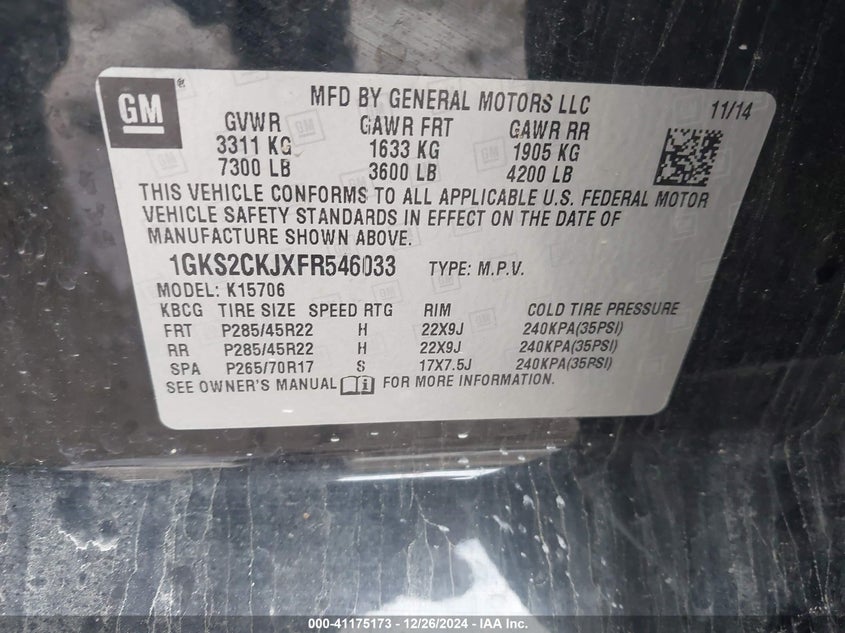 GM ®
MFD BY GENERAL MOTORS LLC 11/14
GVWR GAWR FRT GAWR RR
3311 KG 1633 KG 1905 KG
7300 LB 3600 LB 4200 LB
THIS VEHICLE CONFORMS TO ALL APPLICABLE U.S. FEDERAL MOTOR
VEHICLE SAFETY STANDARDS IN EFFECT ON THE DATE OF
MANUFACTURE SHOWN ABOVE.
1GKS2CKJXFR546033 TYPE: M.P.V.
MODEL: K15706
KBCG TIRE SIZE SPEED RTG RIM COLD TIRE PRESSURE
FRT P285/45R22 H 22X9J 240KPA(35PSI)
RR P285/45R22 H 22X9J 240KPA(35PSI)
SPA P265/70R17 S 17X7.5J 240KPA(35PSI)
SEE OWNER'S MANUAL FOR MORE INFORMATION.
000-41175173 - 12/26/2024 - IAA Inc.